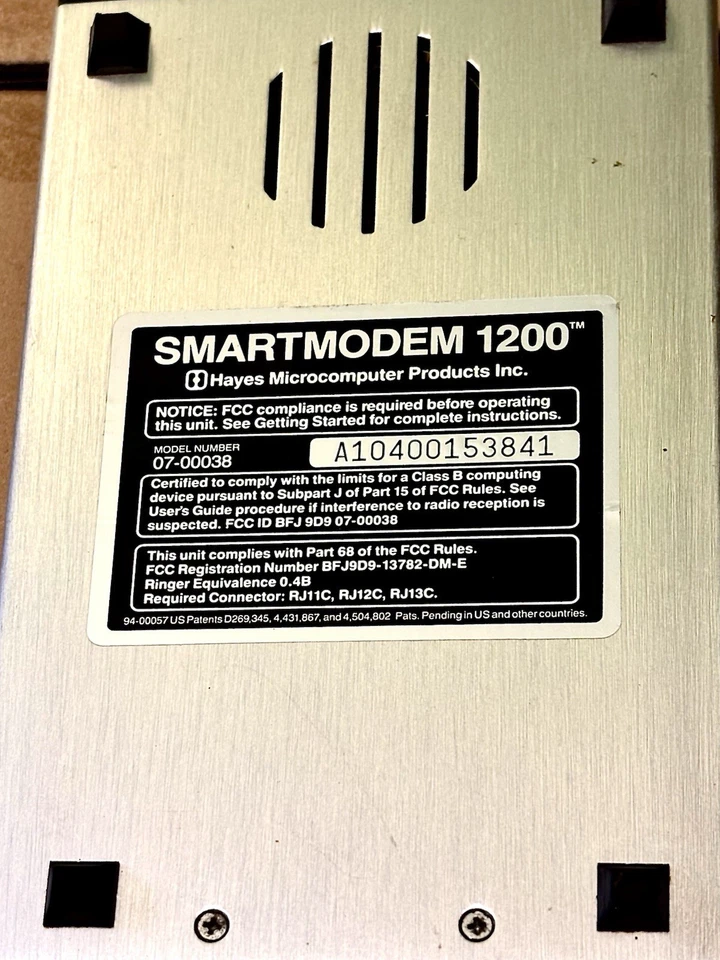 SMARTMODEM 1200™
Hayes Microcomputer Products Inc.
NOTICE: FCC compliance is required before operating
this unit. See Getting Started for complete instructions.
MODEL NUMBER
07-00038
A10400153841
Certified to comply with the limits for a Class B computing
device pursuant to Subpart J of Part 15 of FCC Rules. See
User's Guide procedure if interference to radio reception is
suspected. FCC ID BFJ 9D9 07-00038
This unit complies with Part 68 of the FCC Rules.
FCC Registration Number BFJ9D9-13782-DM-E
Ringer Equivalence 0.4B
Required Connector: RJ11C, RJ12C, RJ13C.
94-00057 US Patents D269,345, 4,431,867, and 4,504,802 Pats. Pending in US and other countries.